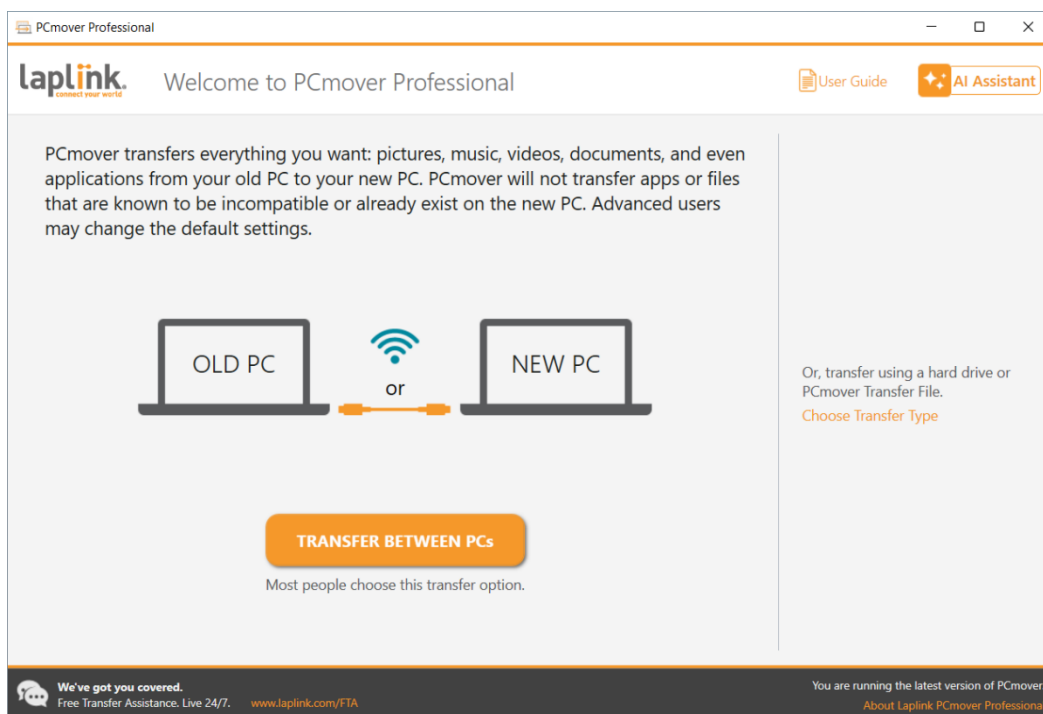 PCmover Professional
laplink.
connect your world
Welcome to PCmover Professional
User Guide
AI Assistant
PCmover transfers everything you want: pictures, music, videos, documents, and even
applications from your old PC to your new PC. PCmover will not transfer apps or files
that are known to be incompatible or already exist on the new PC. Advanced users
may change the default settings.
OLD PC
or
NEW PC
Or, transfer using a hard drive or
PCmover Transfer File.
Choose Transfer Type
TRANSFER BETWEEN PCs
Most people choose this transfer option.
We've got you covered.
Free Transfer Assistance. Live 24/7. www.laplink.com/FTA
You are running the latest version of PCmover
About Laplink PCmover Professiona